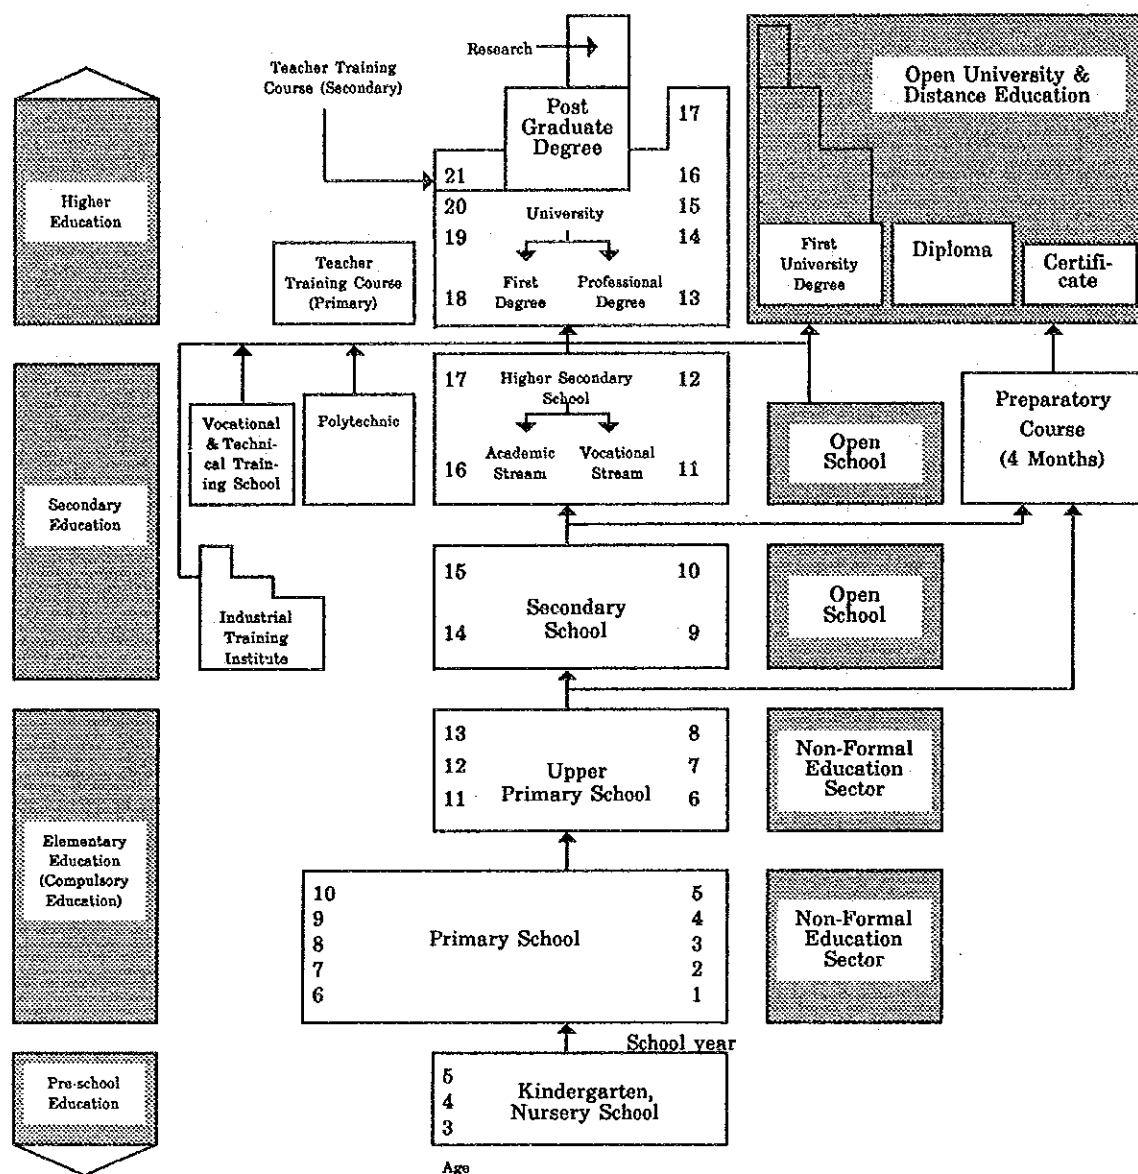 Research
Teacher Training
Course (Secondary)
Post
Graduate
Degree
17
21
16
20
University
15
19
14
First
Degree
Professional
Degree
18
13
Higher
Education
Teacher
Training Course
(Primary)
Open University &
Distance Education
First
University
Degree
Diploma
Certifi-
cate
17
Higher Secondary
School
12
16
Academic
Stream
Vocational
Stream
11
Vocational
& Techni-
cal Train-
ing School
Polytechnic
Open
School
Preparatory
Course
(4 Months)
Secondary
Education
15
10
Secondary
School
14
9
Industrial
Training
Institute
Open
School
13
8
12
Upper
Primary School
7
11
6
Non-Formal
Education
Sector
Elementary
Education
(Compulsory
Education)
10
5
9
4
8
Primary School
3
7
2
6
1
Non-Formal
Education
Sector
School year
Pre-school
Education
5
4
3
Kindergarten,
Nursery School
Age